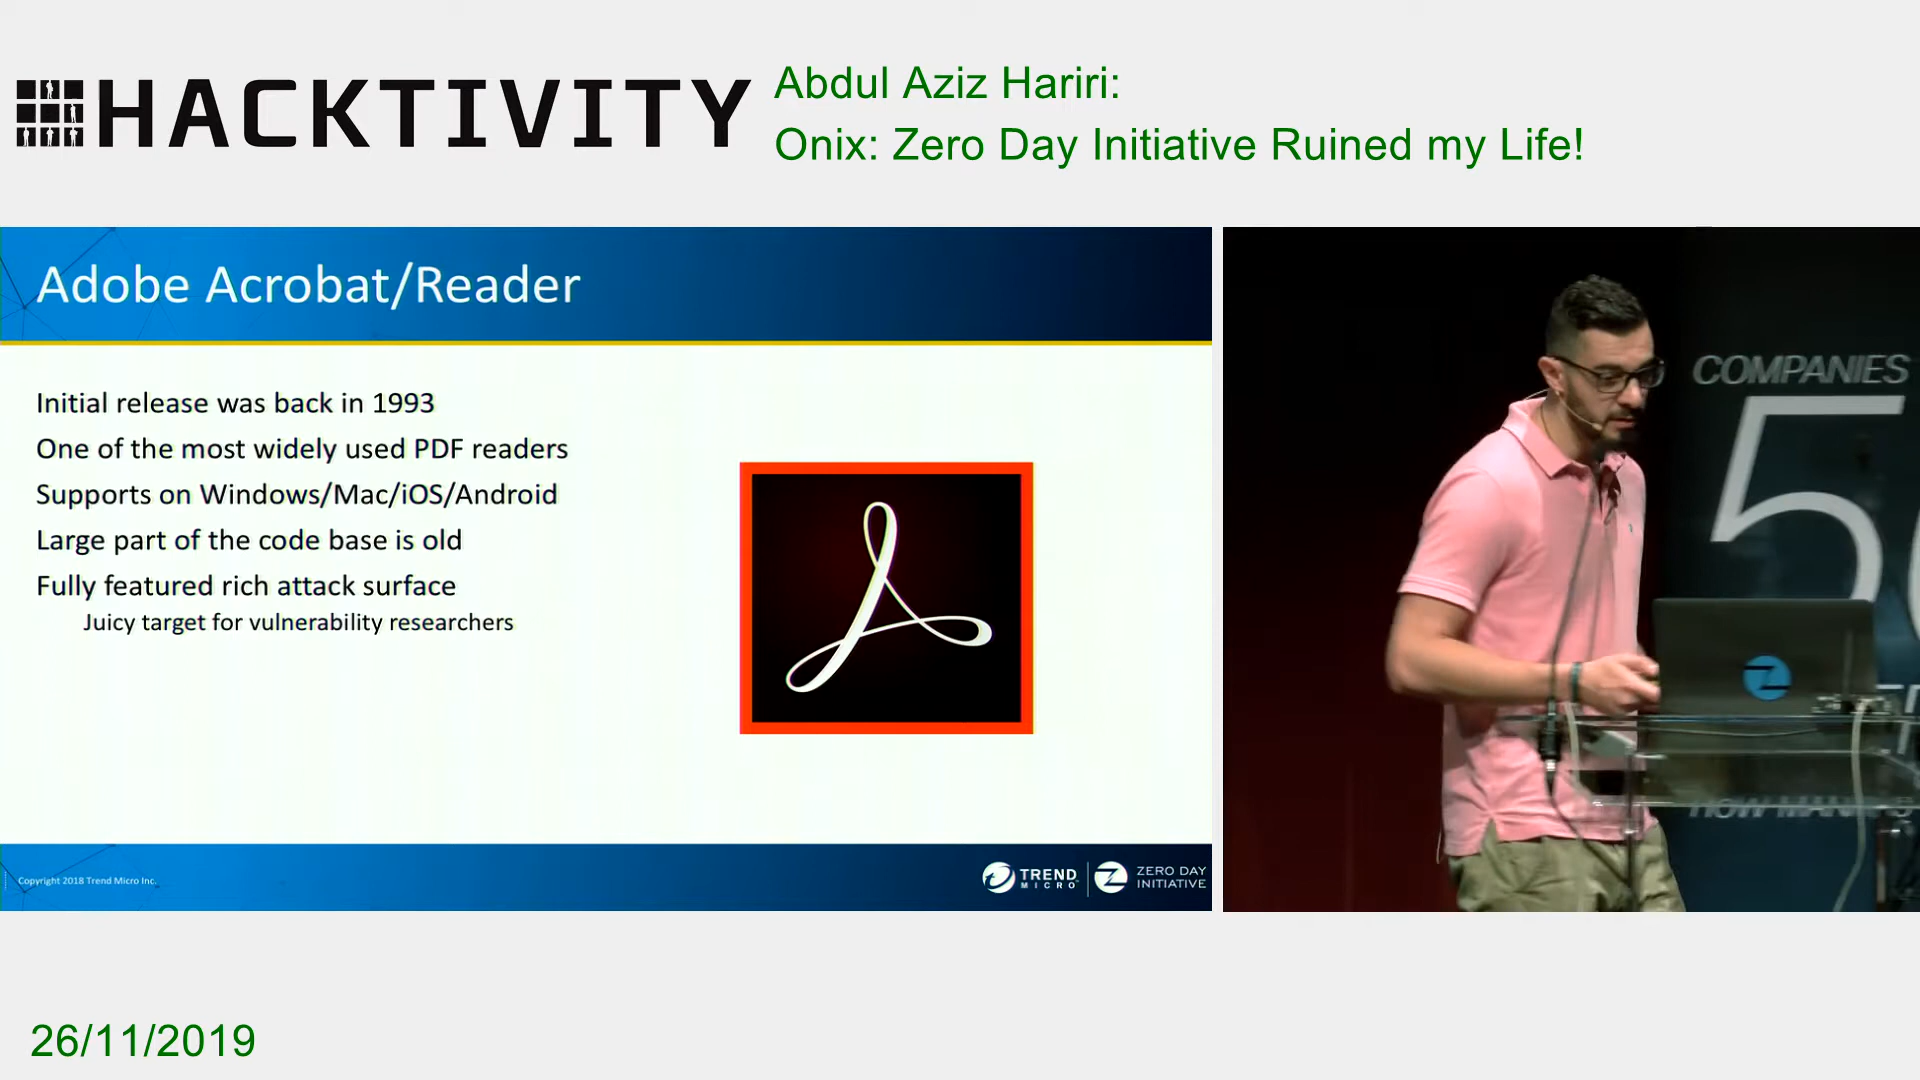 HACKTIVITY
Abdul Aziz Hariri:
Onix: Zero Day Initiative Ruined my Life!
Adobe Acrobat/Reader
Initial release was back in 1993
One of the most widely used PDF readers
Supports on Windows/Mac/iOS/Android
Large part of the code base is old
Fully featured rich attack surface
Juicy target for vulnerability researchers
Copyright 2018 Trend Micro Inc.
TREND
MICRO
ZERO DAY
INITIATIVE
COMPANIES
HOW MAN
26/11/2019